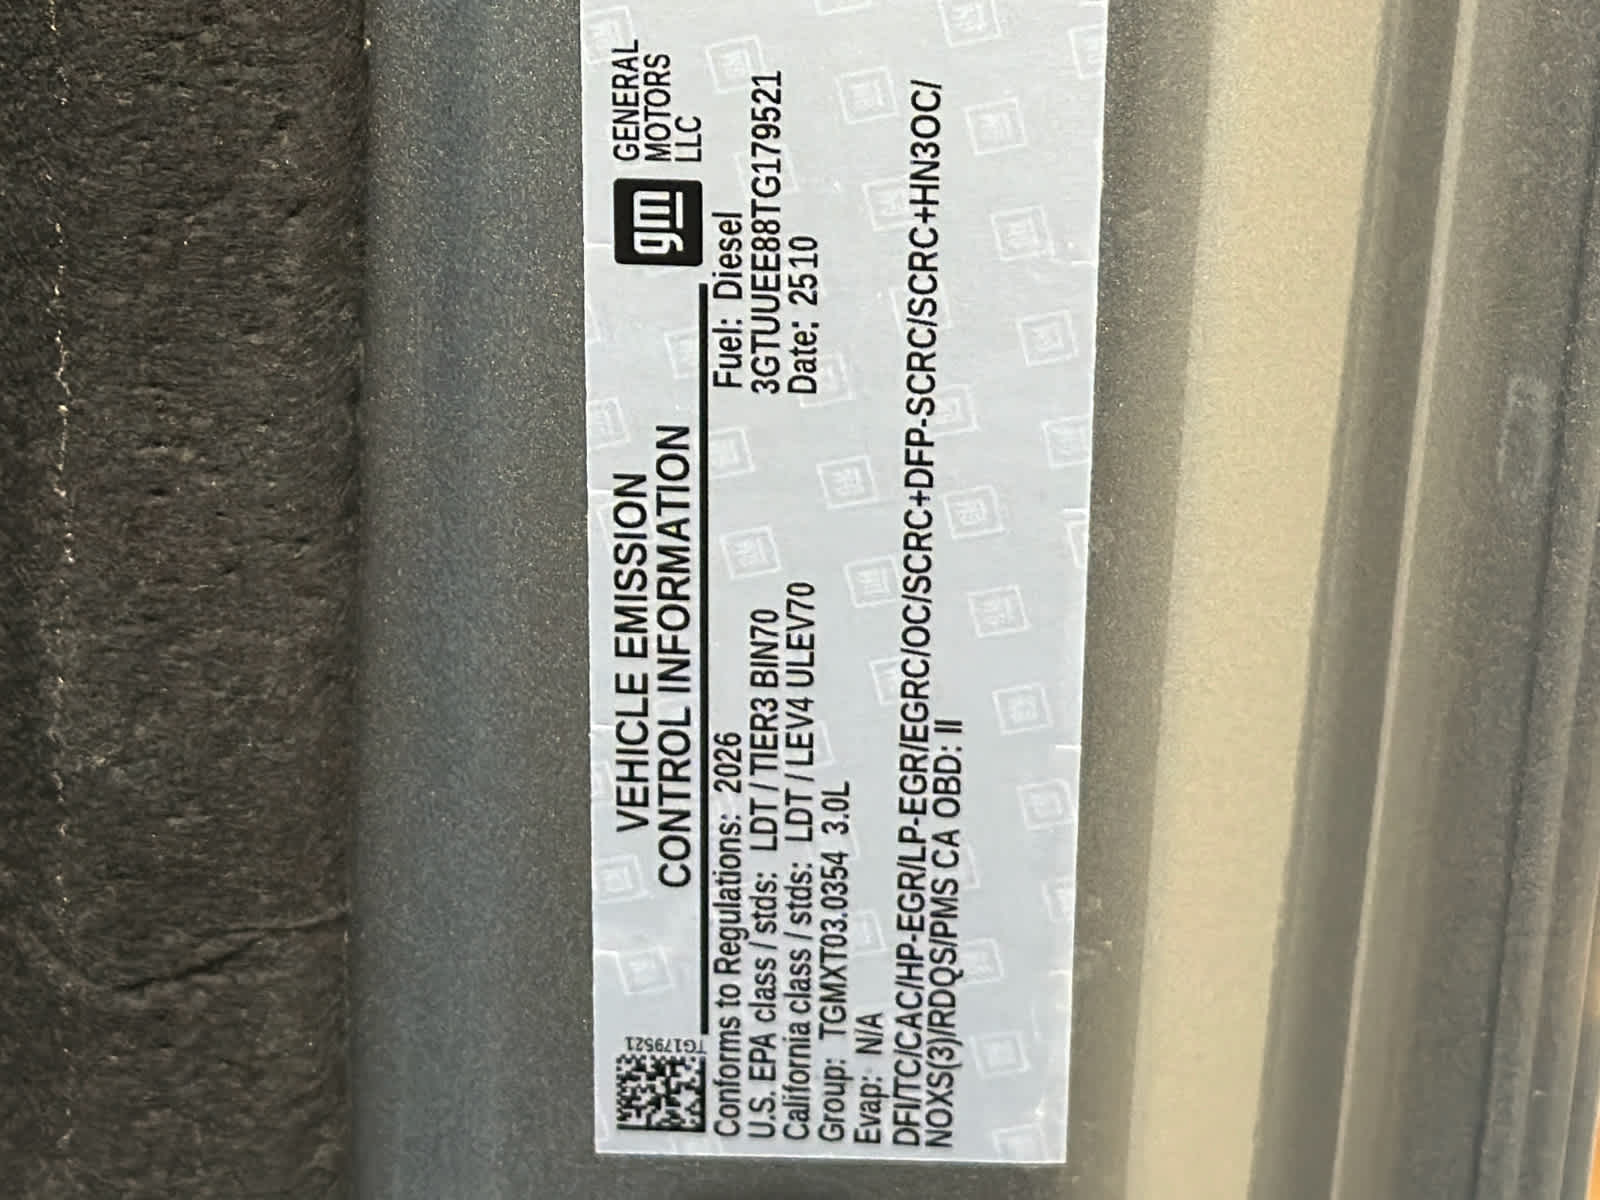 VEHICLE EMISSION
CONTROL INFORMATION
gm
GENERAL
MOTORS
LLC
TG179521
Conforms to Regulations: 2026
U.S. EPA class / stds: LDT / TIER3 BIN70
California class / stds: LDT / LEV4 ULEV70
Group: TGMXT03.0354 3.0L
Evap: N/A
Fuel: Diesel
3GTUUEE88TG179521
Date: 2510
DFI/TC/CAC/HP-EGR/LP-EGR/EGRC/OC/SCRC+DFP-SCRC/SCRC+HN3OC/
NOXS(3)/RDQS/PMS CA OBD: II